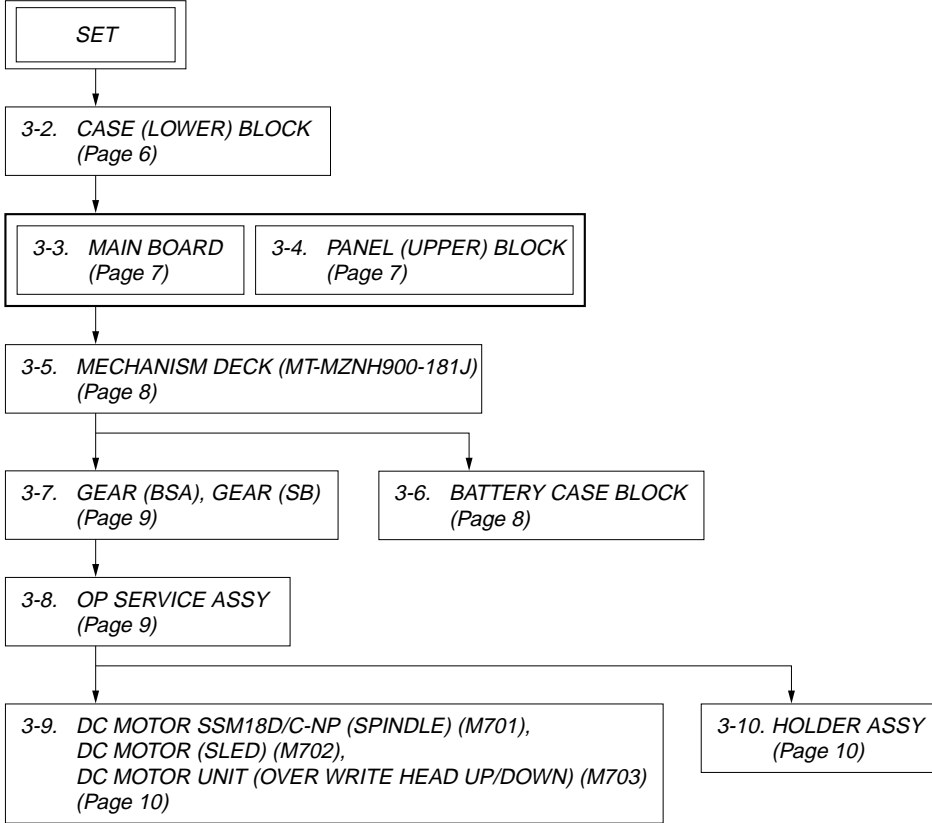 SET
3-2. CASE (LOWER) BLOCK
(Page 6)
3-3. MAIN BOARD
(Page 7)
3-4. PANEL (UPPER) BLOCK
(Page 7)
3-5. MECHANISM DECK (MT-MZNH900-181J)
(Page 8)
3-7. GEAR (BSA), GEAR (SB)
(Page 9)
3-6. BATTERY CASE BLOCK
(Page 8)
3-8. OP SERVICE ASSY
(Page 9)
3-9. DC MOTOR SSM18D/C-NP (SPINDLE) (M701),
DC MOTOR (SLED) (M702),
DC MOTOR UNIT (OVER WRITE HEAD UP/DOWN) (M703)
(Page 10)
3-10. HOLDER ASSY
(Page 10)